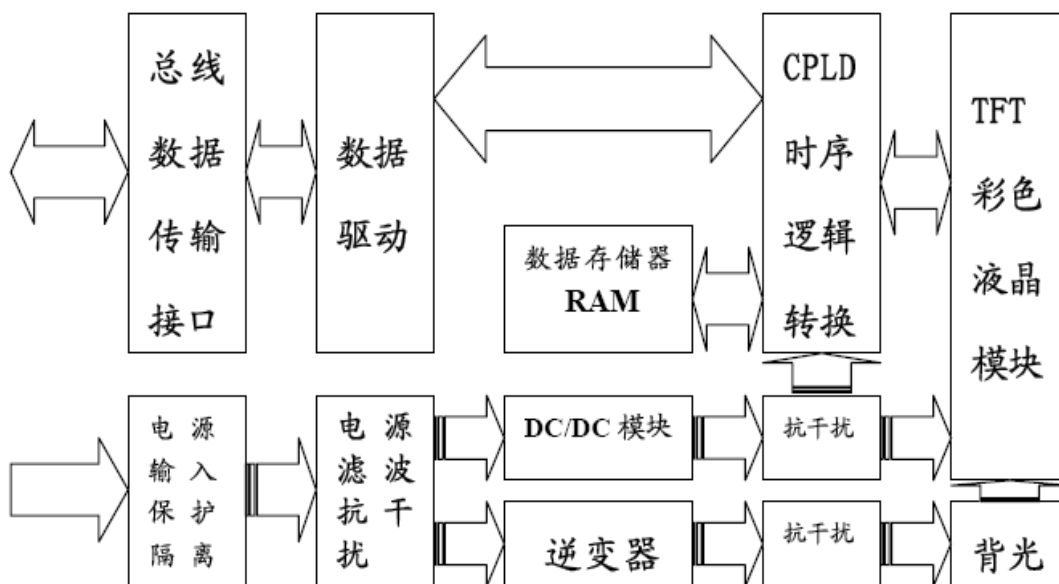 总线
数据
传输
接口
数据
驱动
数据存储器
RAM
CPLD
时序
逻辑
转换
TFT
彩色
液晶
模块
电 源
输 入
保 护
隔 离
电 源
滤 波
抗 干
扰
DC/DC 模块
抗干扰
逆变器
抗干扰
背光